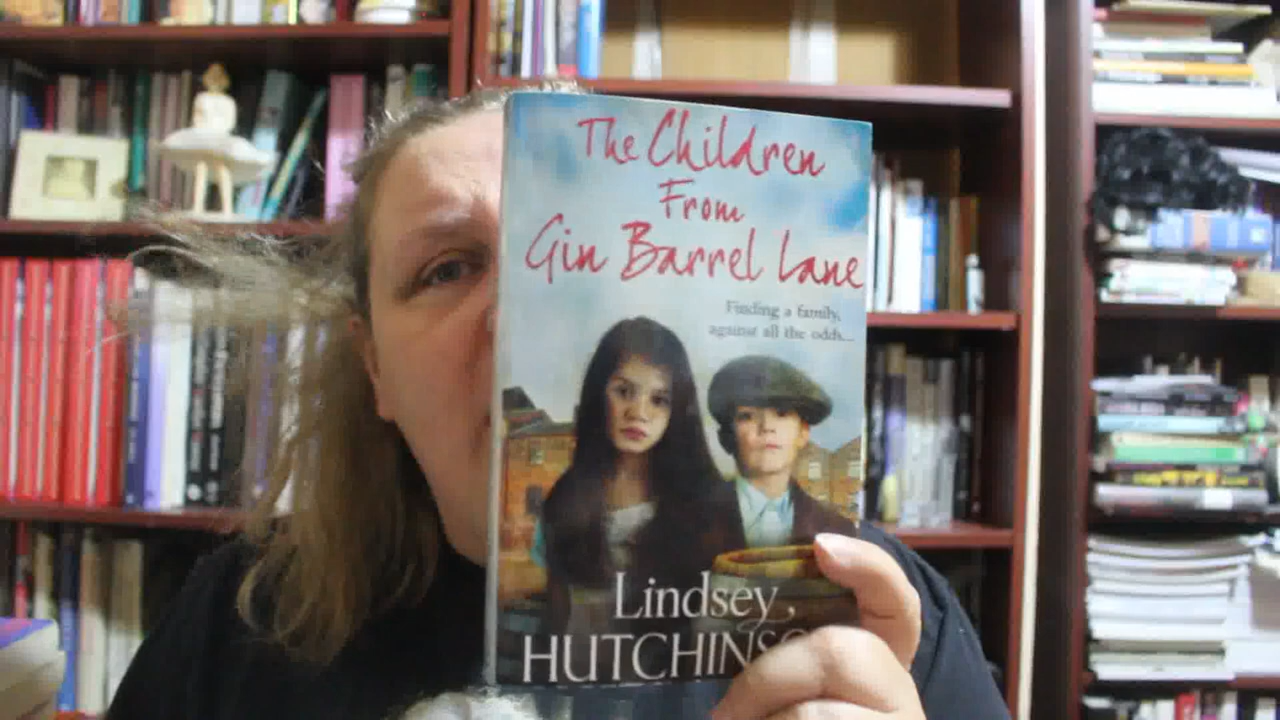 The Children
From
Gin Barrel Lane
Finding a family,
against all the odds...
Lindsey
HUTCHINS